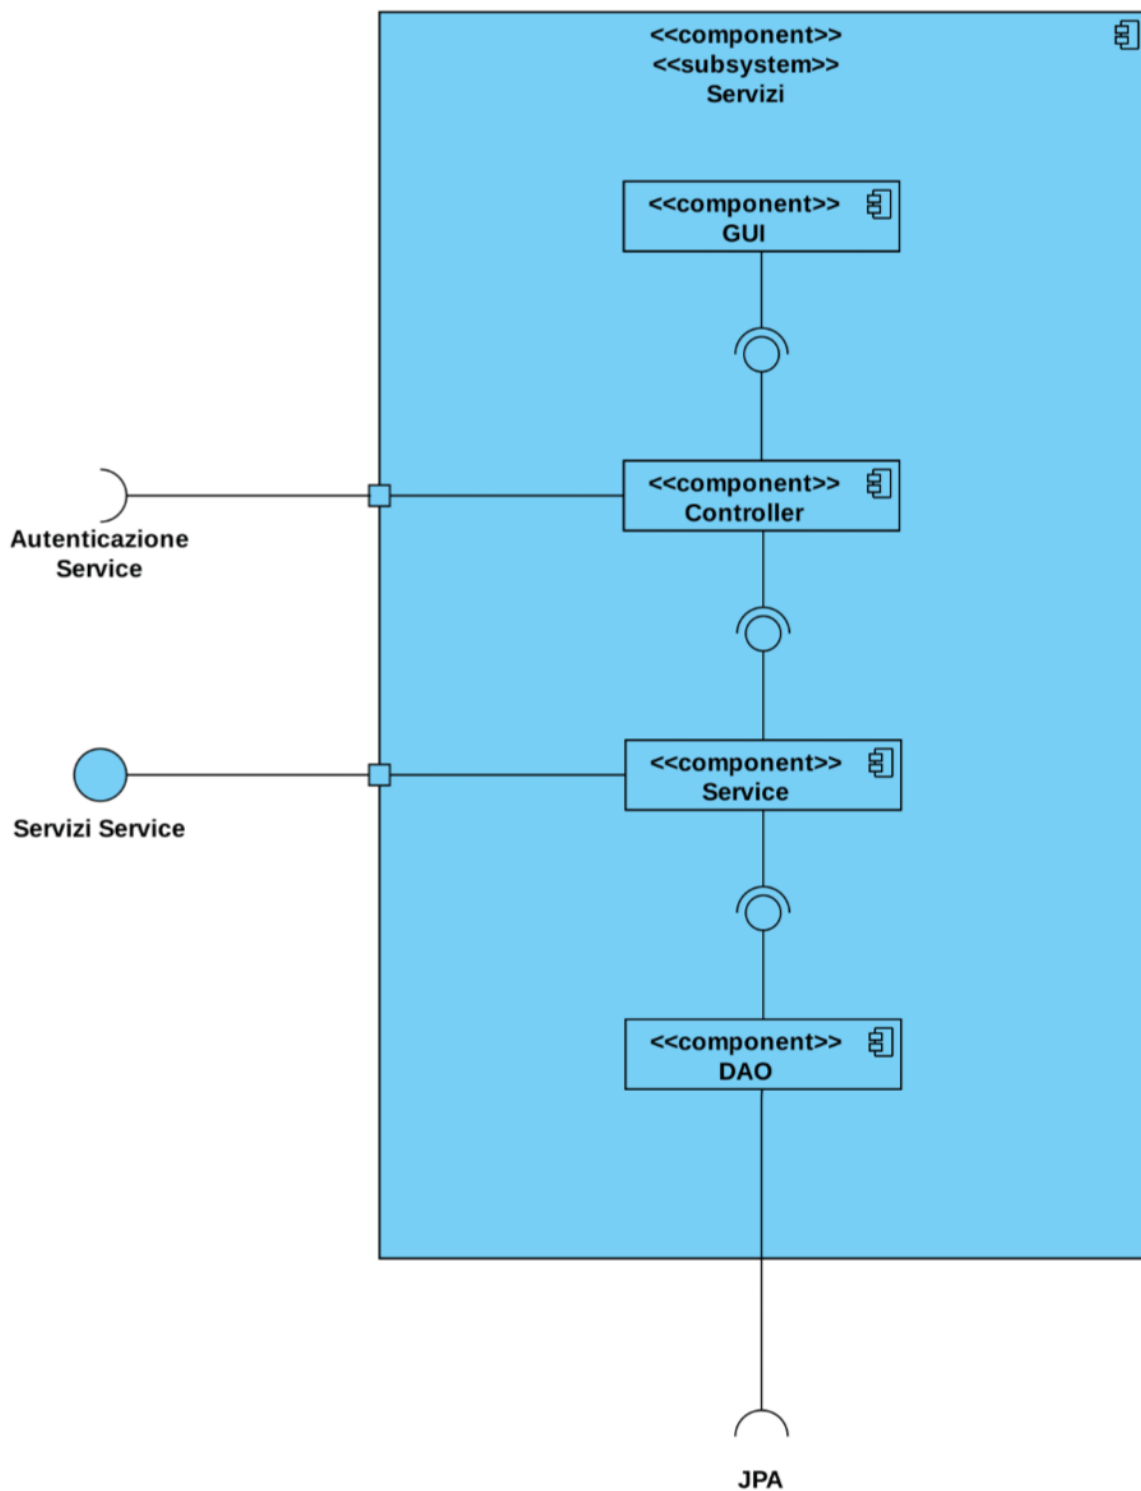 <<component>>
<<subsystem>>
Servizi
<<component>>
GUI
<<component>>
Controller
Autenticazione
Service
<<component>>
Service
Servizi Service
<<component>>
DAO
JPA